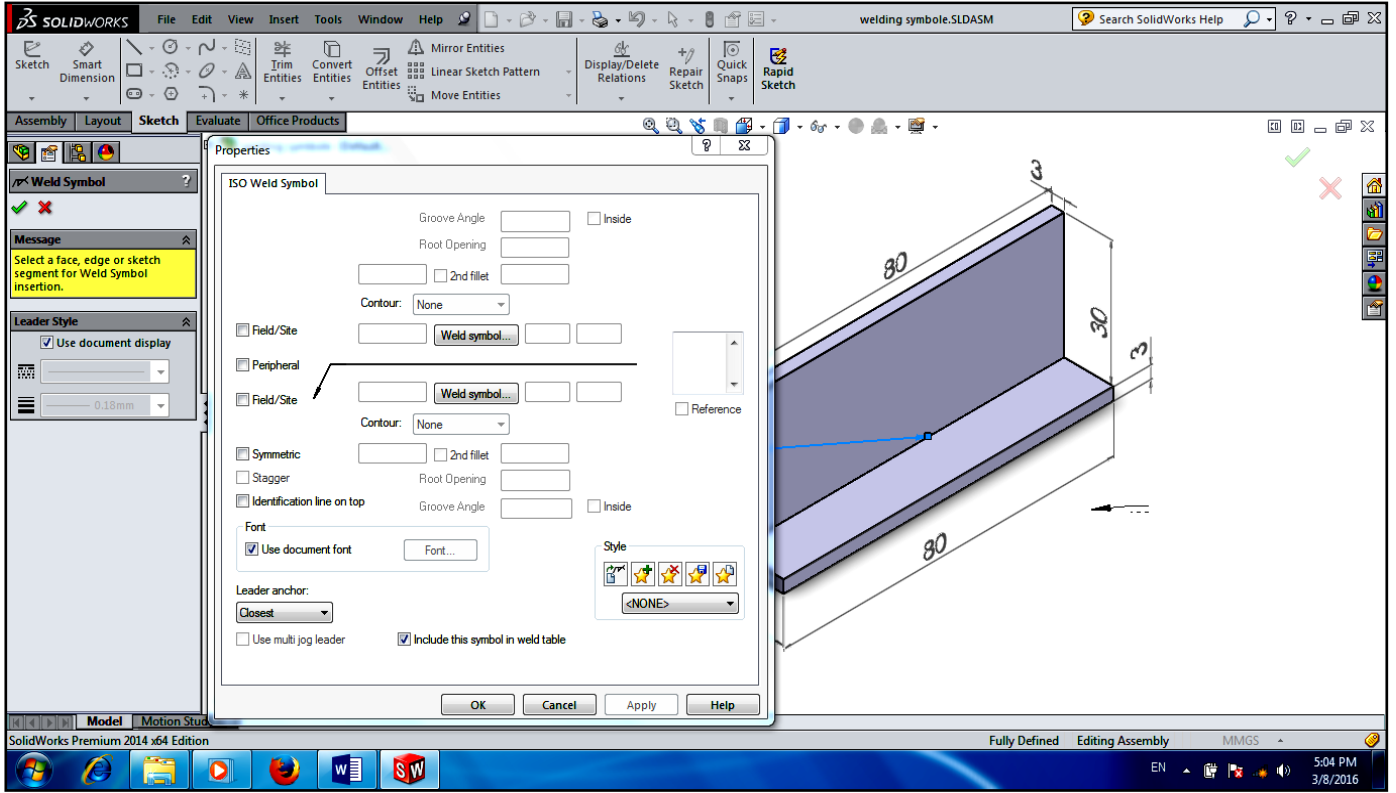 SOLIDWORKS File Edit View Insert Tools Window Help welding symbole.SLDASM Search SolidWorks Help ?
Sketch Smart Dimension Trim Entities Convert Entities Offset Entities Mirror Entities Linear Sketch Pattern Move Entities Display/Delete Relations Repair Sketch Quick Snaps Rapid Sketch
Assembly Layout Sketch Evaluate Office Products
Weld Symbol ?
Message
Select a face, edge or sketch
segment for Weld Symbol
insertion.
Leader Style
Use document display
0.18mm
Properties ?
ISO Weld Symbol
Groove Angle Inside
Root Opening
2nd fillet
Contour: None
Field/Site Weld symbol...
Peripheral
Field/Site Weld symbol...
Reference
Contour: None
Symmetric 2nd fillet
Stagger Root Opening
Identification line on top Groove Angle Inside
Font
Use document font Font...
Style
<NONE>
Leader anchor:
Closest
Use multi jog leader Include this symbol in weld table
OK Cancel Apply Help
3
80
30
3
80
Model
SolidWorks Premium 2014 x64 Edition Fully Defined Editing Assembly MMGS
W SW EN 5:04 PM
3/8/2016